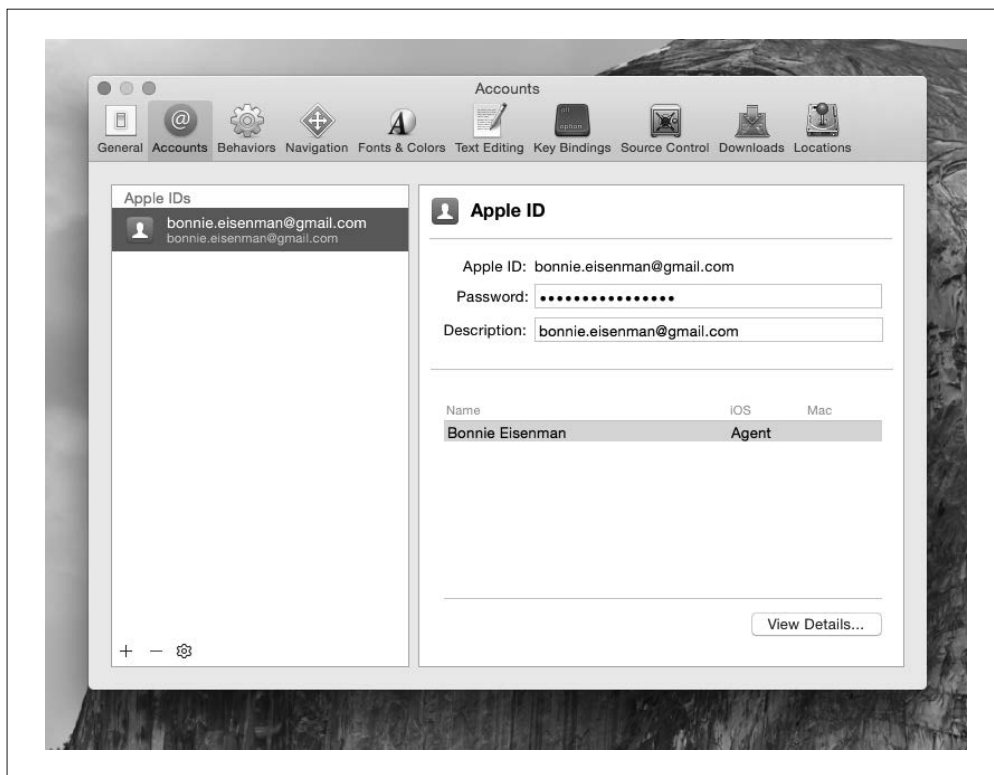 Accounts
General Accounts Behaviors Navigation Fonts & Colors Text Editing Key Bindings Source Control Downloads Locations
alt
option
Apple IDs
bonnie.eisenman@gmail.com
bonnie.eisenman@gmail.com
Apple ID
Apple ID: bonnie.eisenman@gmail.com
Password: ••••••••••••••••
Description: bonnie.eisenman@gmail.com
Name iOS Mac
Bonnie Eisenman Agent
View Details...